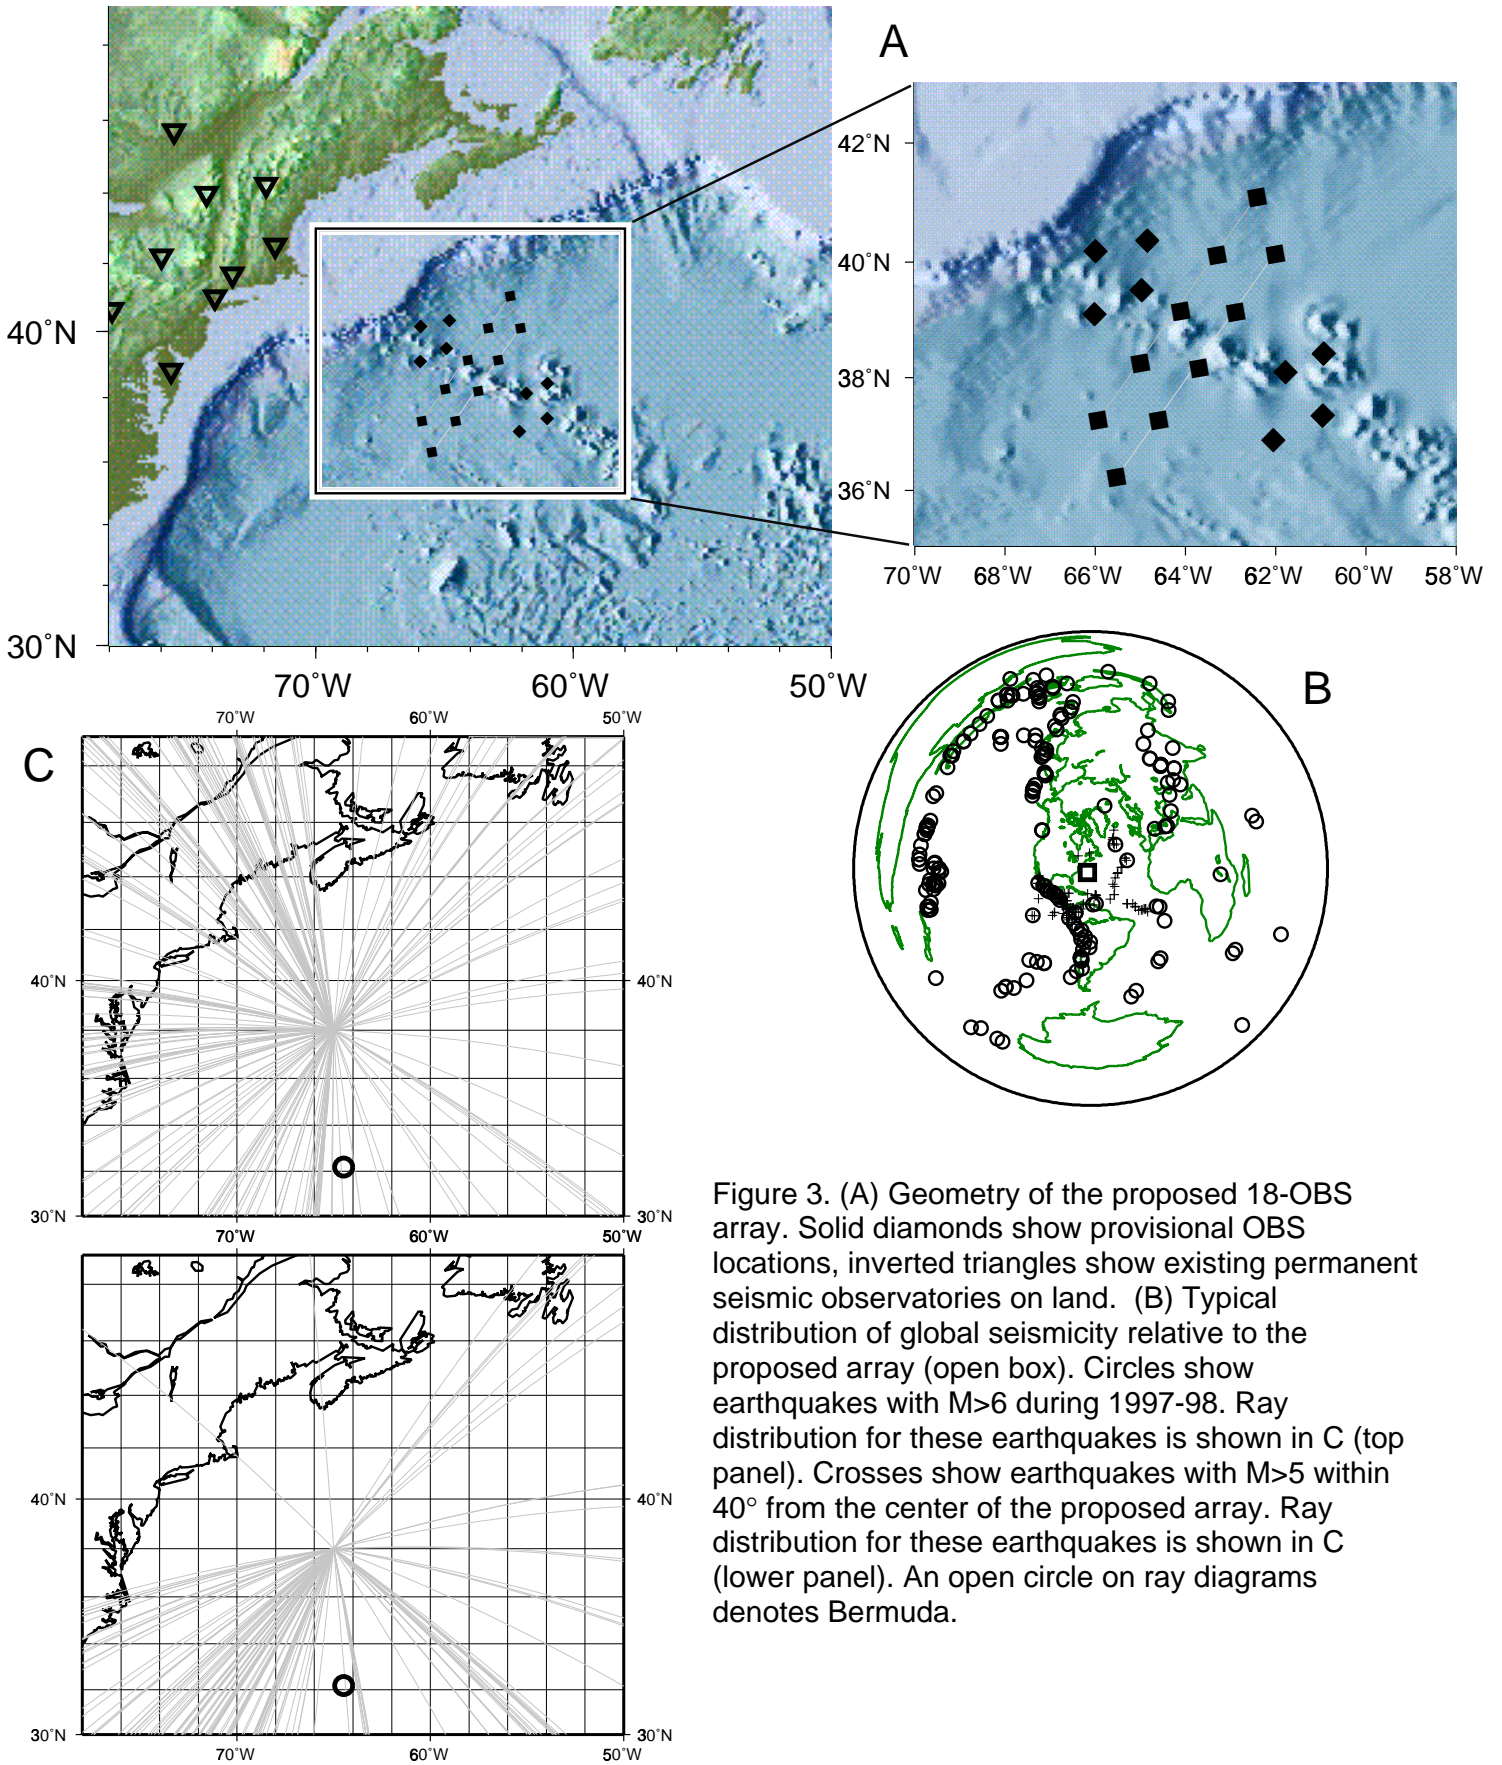 A
42°N
40°N
38°N
36°N
70°W 68°W 66°W 64°W 62°W 60°W 58°W
40°N
30°N
70°W 60°W 50°W
B
C
70°W 60°W 50°W
40°N 40°N
30°N 30°N
70°W 60°W 50°W
40°N 40°N
30°N 30°N
70°W 60°W 50°W
Figure 3. (A) Geometry of the proposed 18-OBS
array. Solid diamonds show provisional OBS
locations, inverted triangles show existing permanent
seismic observatories on land. (B) Typical
distribution of global seismicity relative to the
proposed array (open box). Circles show
earthquakes with M>6 during 1997-98. Ray
distribution for these earthquakes is shown in C (top
panel). Crosses show earthquakes with M>5 within
40° from the center of the proposed array. Ray
distribution for these earthquakes is shown in C
(lower panel). An open circle on ray diagrams
denotes Bermuda.